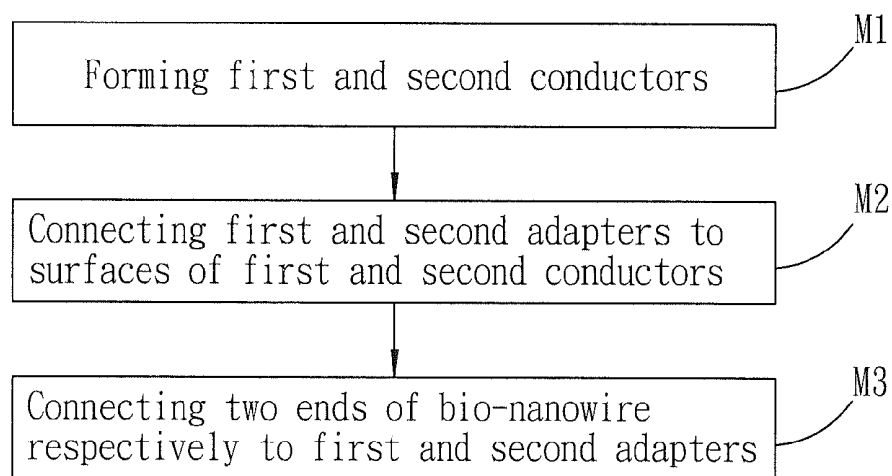 M1
Forming first and second conductors
M2
Connecting first and second adapters to
surfaces of first and second conductors
M3
Connecting two ends of bio-nanowire
respectively to first and second adapters